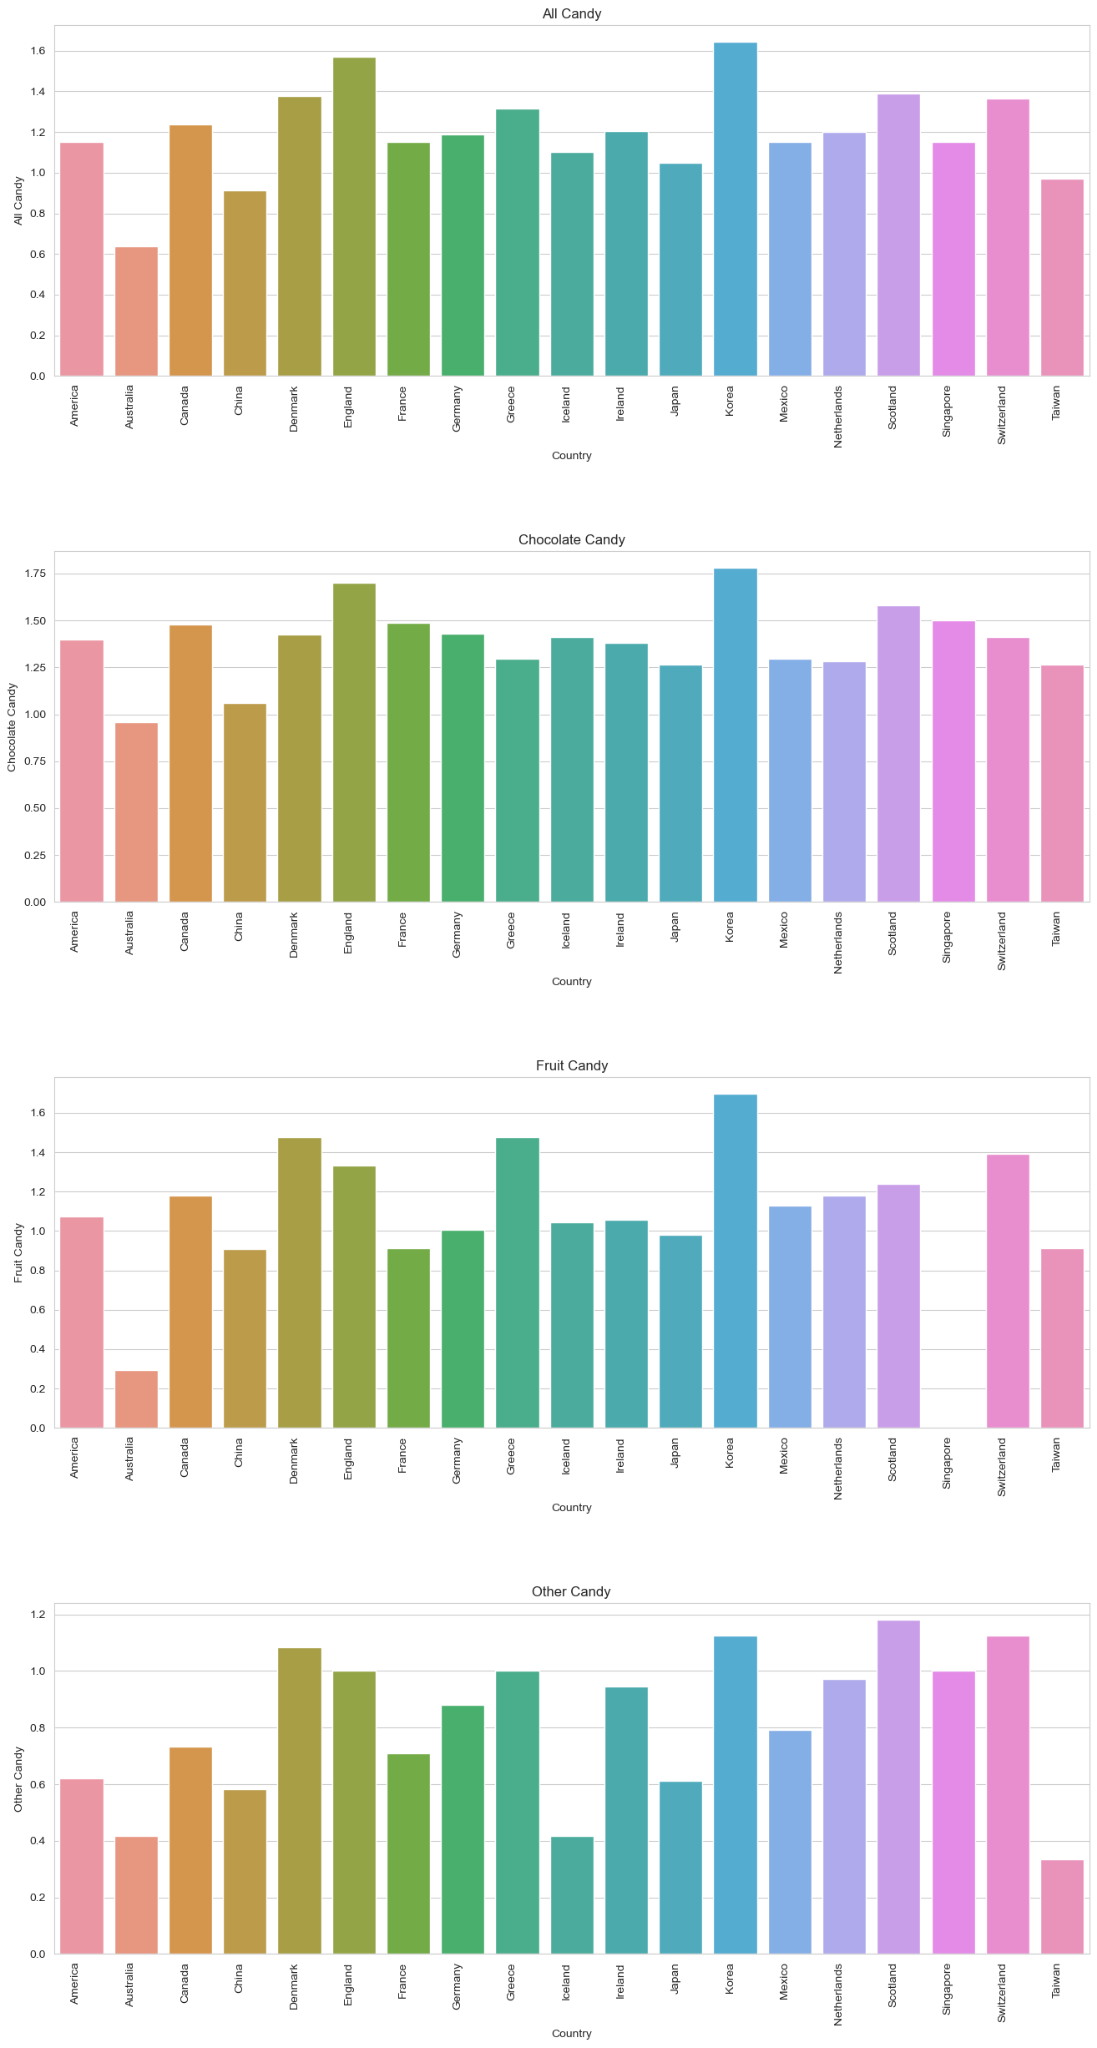 All Candy
All Candy
1.6
1.4
1.2
1.0
0.8
0.6
0.4
0.2
0.0
America
Australia
Canada
China
Denmark
England
France
Germany
Greece
Iceland
Ireland
Japan
Korea
Mexico
Netherlands
Scotland
Singapore
Switzerland
Taiwan
Country
Chocolate Candy
Chocolate Candy
1.75
1.50
1.25
1.00
0.75
0.50
0.25
0.00
America
Australia
Canada
China
Denmark
England
France
Germany
Greece
Iceland
Ireland
Japan
Korea
Mexico
Netherlands
Scotland
Singapore
Switzerland
Taiwan
Country
Fruit Candy
Fruit Candy
1.6
1.4
1.2
1.0
0.8
0.6
0.4
0.2
0.0
America
Australia
Canada
China
Denmark
England
France
Germany
Greece
Iceland
Ireland
Japan
Korea
Mexico
Netherlands
Scotland
Singapore
Switzerland
Taiwan
Country
Other Candy
Other Candy
1.2
1.0
0.8
0.6
0.4
0.2
0.0
America
Australia
Canada
China
Denmark
England
France
Germany
Greece
Iceland
Ireland
Japan
Korea
Mexico
Netherlands
Scotland
Singapore
Switzerland
Taiwan
Country